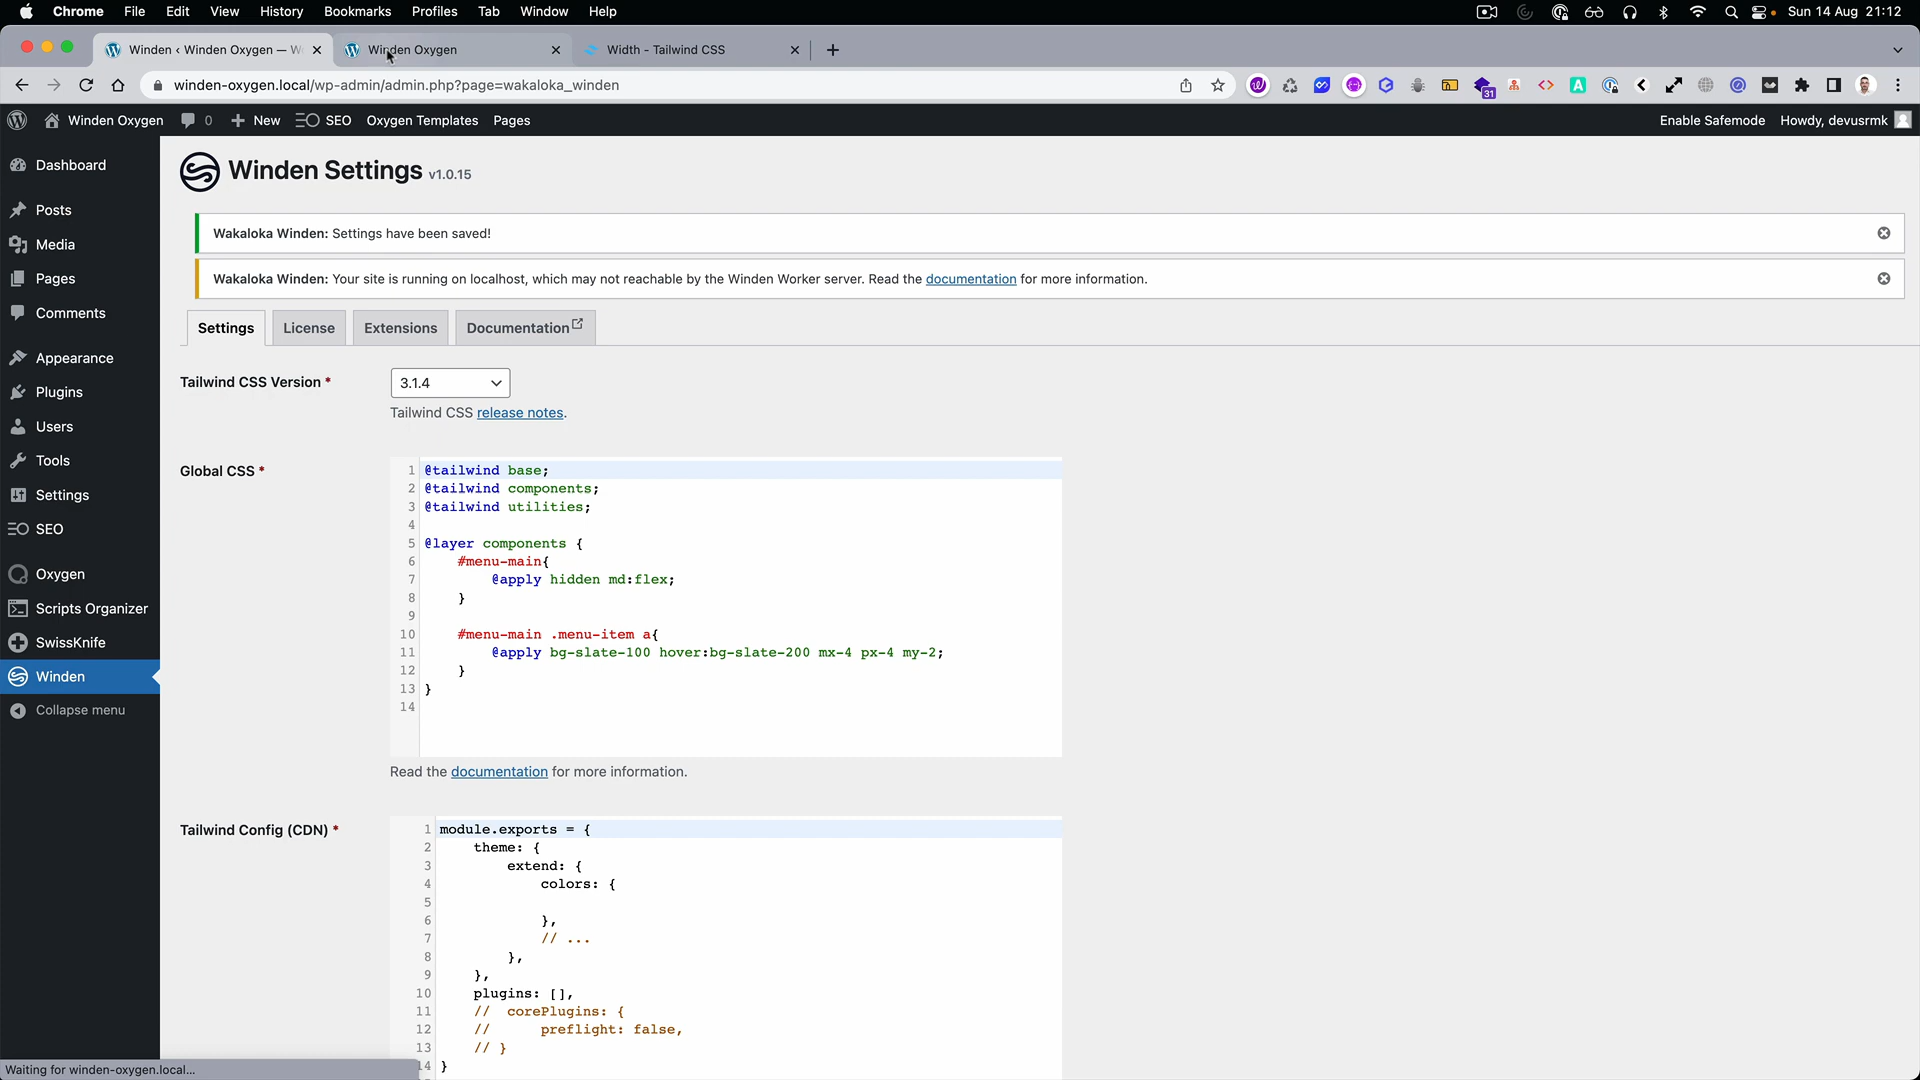 Chrome File Edit View History Bookmarks Profiles Tab Window Help Sun 14 Aug 21:12
Winden ‹ Winden Oxygen — W Winden Oxygen Width - Tailwind CSS
winden-oxygen.local/wp-admin/admin.php?page=wakaloka_winden
31
Winden Oxygen 0 New SEO Oxygen Templates Pages Enable Safemode Howdy, devusrmk
Dashboard
Posts
Media
Pages
Comments
Appearance
Plugins
Users
Tools
Settings
SEO
Oxygen
Scripts Organizer
SwissKnife
Winden
Collapse menu
Winden Settings v1.0.15
Wakaloka Winden: Settings have been saved!
Wakaloka Winden: Your site is running on localhost, which may not reachable by the Winden Worker server. Read the documentation for more information.
Settings License Extensions Documentation
Tailwind CSS Version * 3.1.4
Tailwind CSS release notes.
Global CSS *
1 @tailwind base;
2 @tailwind components;
3 @tailwind utilities;
4
5 @layer components {
6 #menu-main{
7 @apply hidden md:flex;
8 }
9
10 #menu-main .menu-item a{
11 @apply bg-slate-100 hover:bg-slate-200 mx-4 px-4 my-2;
12 }
13 }
14
Read the documentation for more information.
Tailwind Config (CDN) *
1 module.exports = {
2 theme: {
3 extend: {
4 colors: {
5
6 },
7 // ...
8 },
9 },
10 plugins: [],
11 // corePlugins: {
12 // preflight: false,
13 // }
14 }
Waiting for winden-oxygen.local...